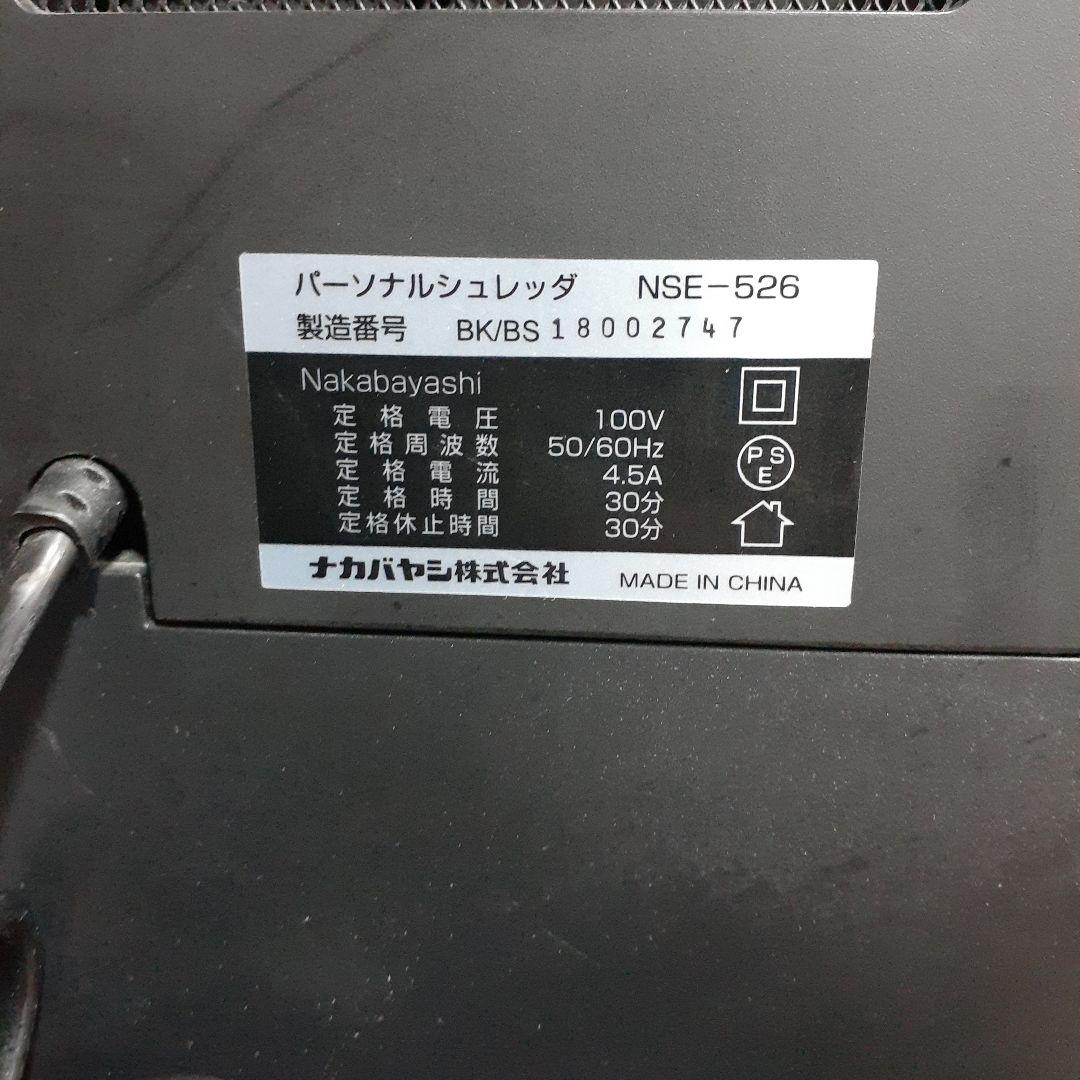 パーソナルシュレッダ NSE-526
製造番号 BK/BS 18002747
Nakabayashi
定格電圧 100V
定格周波数 50/60Hz
定格電流 4.5A
定格時間 30分
定格休止時間 30分
PSE
ナカバヤシ株式会社 MADE IN CHINA